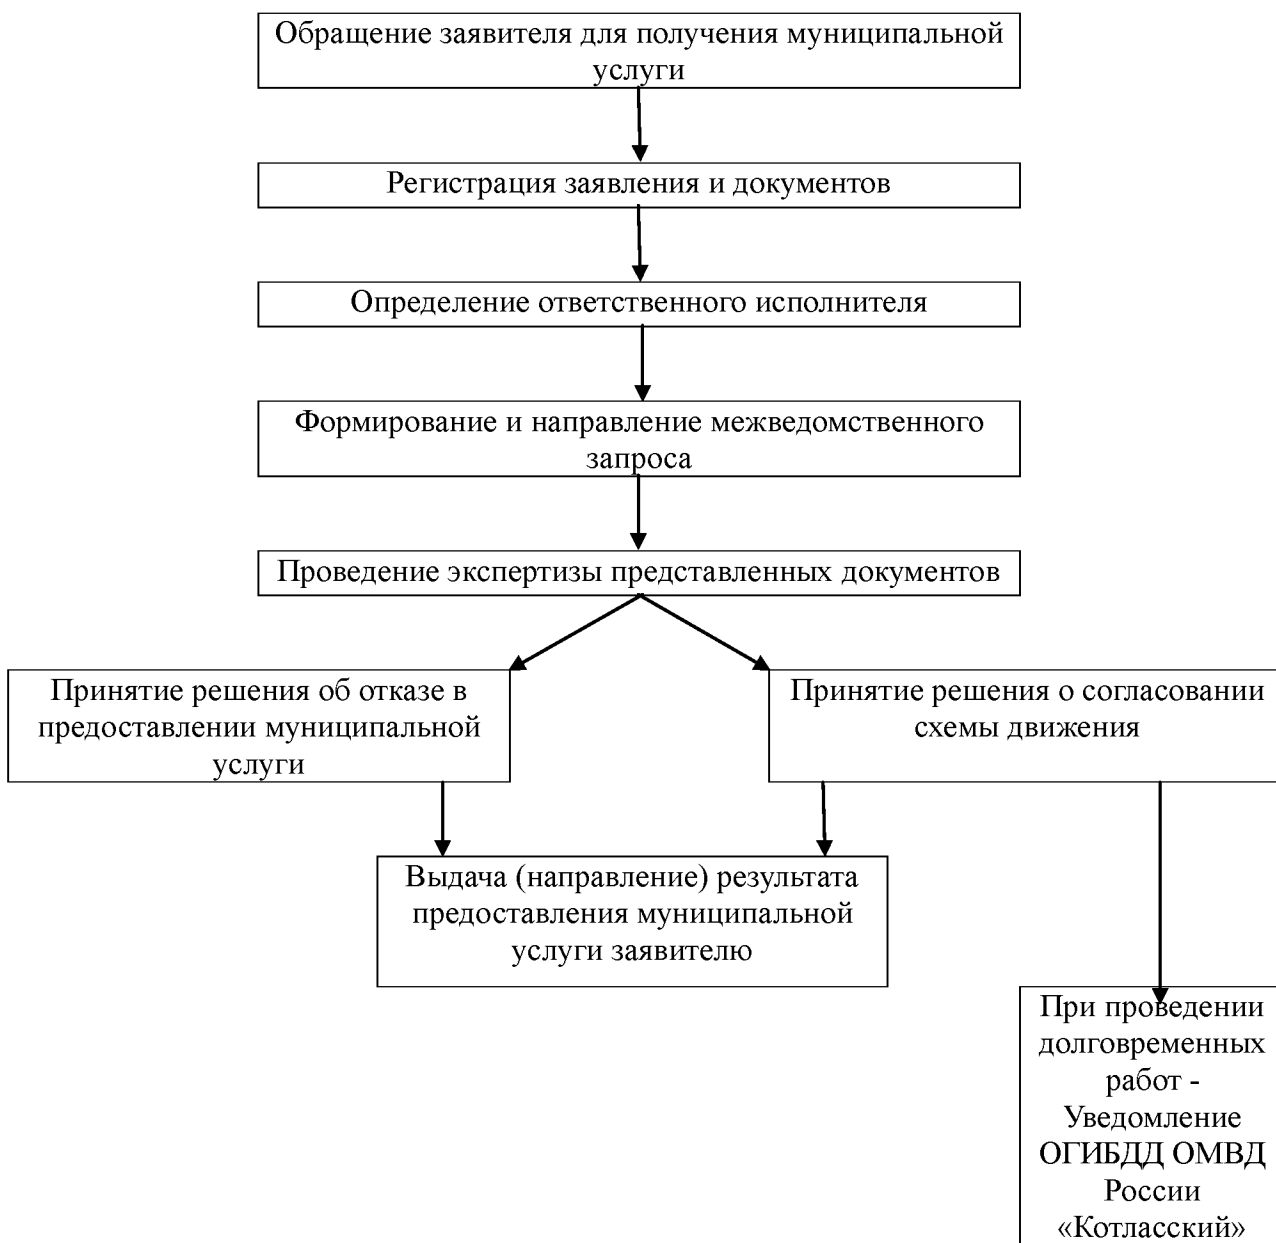 Обращение заявителя для получения муниципальной
услуги
Регистрация заявления и документов
Определение ответственного исполнителя
Формирование и направление межведомственного
запроса
Проведение экспертизы представленных документов
Принятие решения об отказе в
предоставлении муниципальной
услуги
Принятие решения о согласовании
схемы движения
Выдача (направление) результата
предоставления муниципальной
услуги заявителю
При проведении
долговременных
работ -
Уведомление
ОГИБДД ОМВД
России
«Котласский»